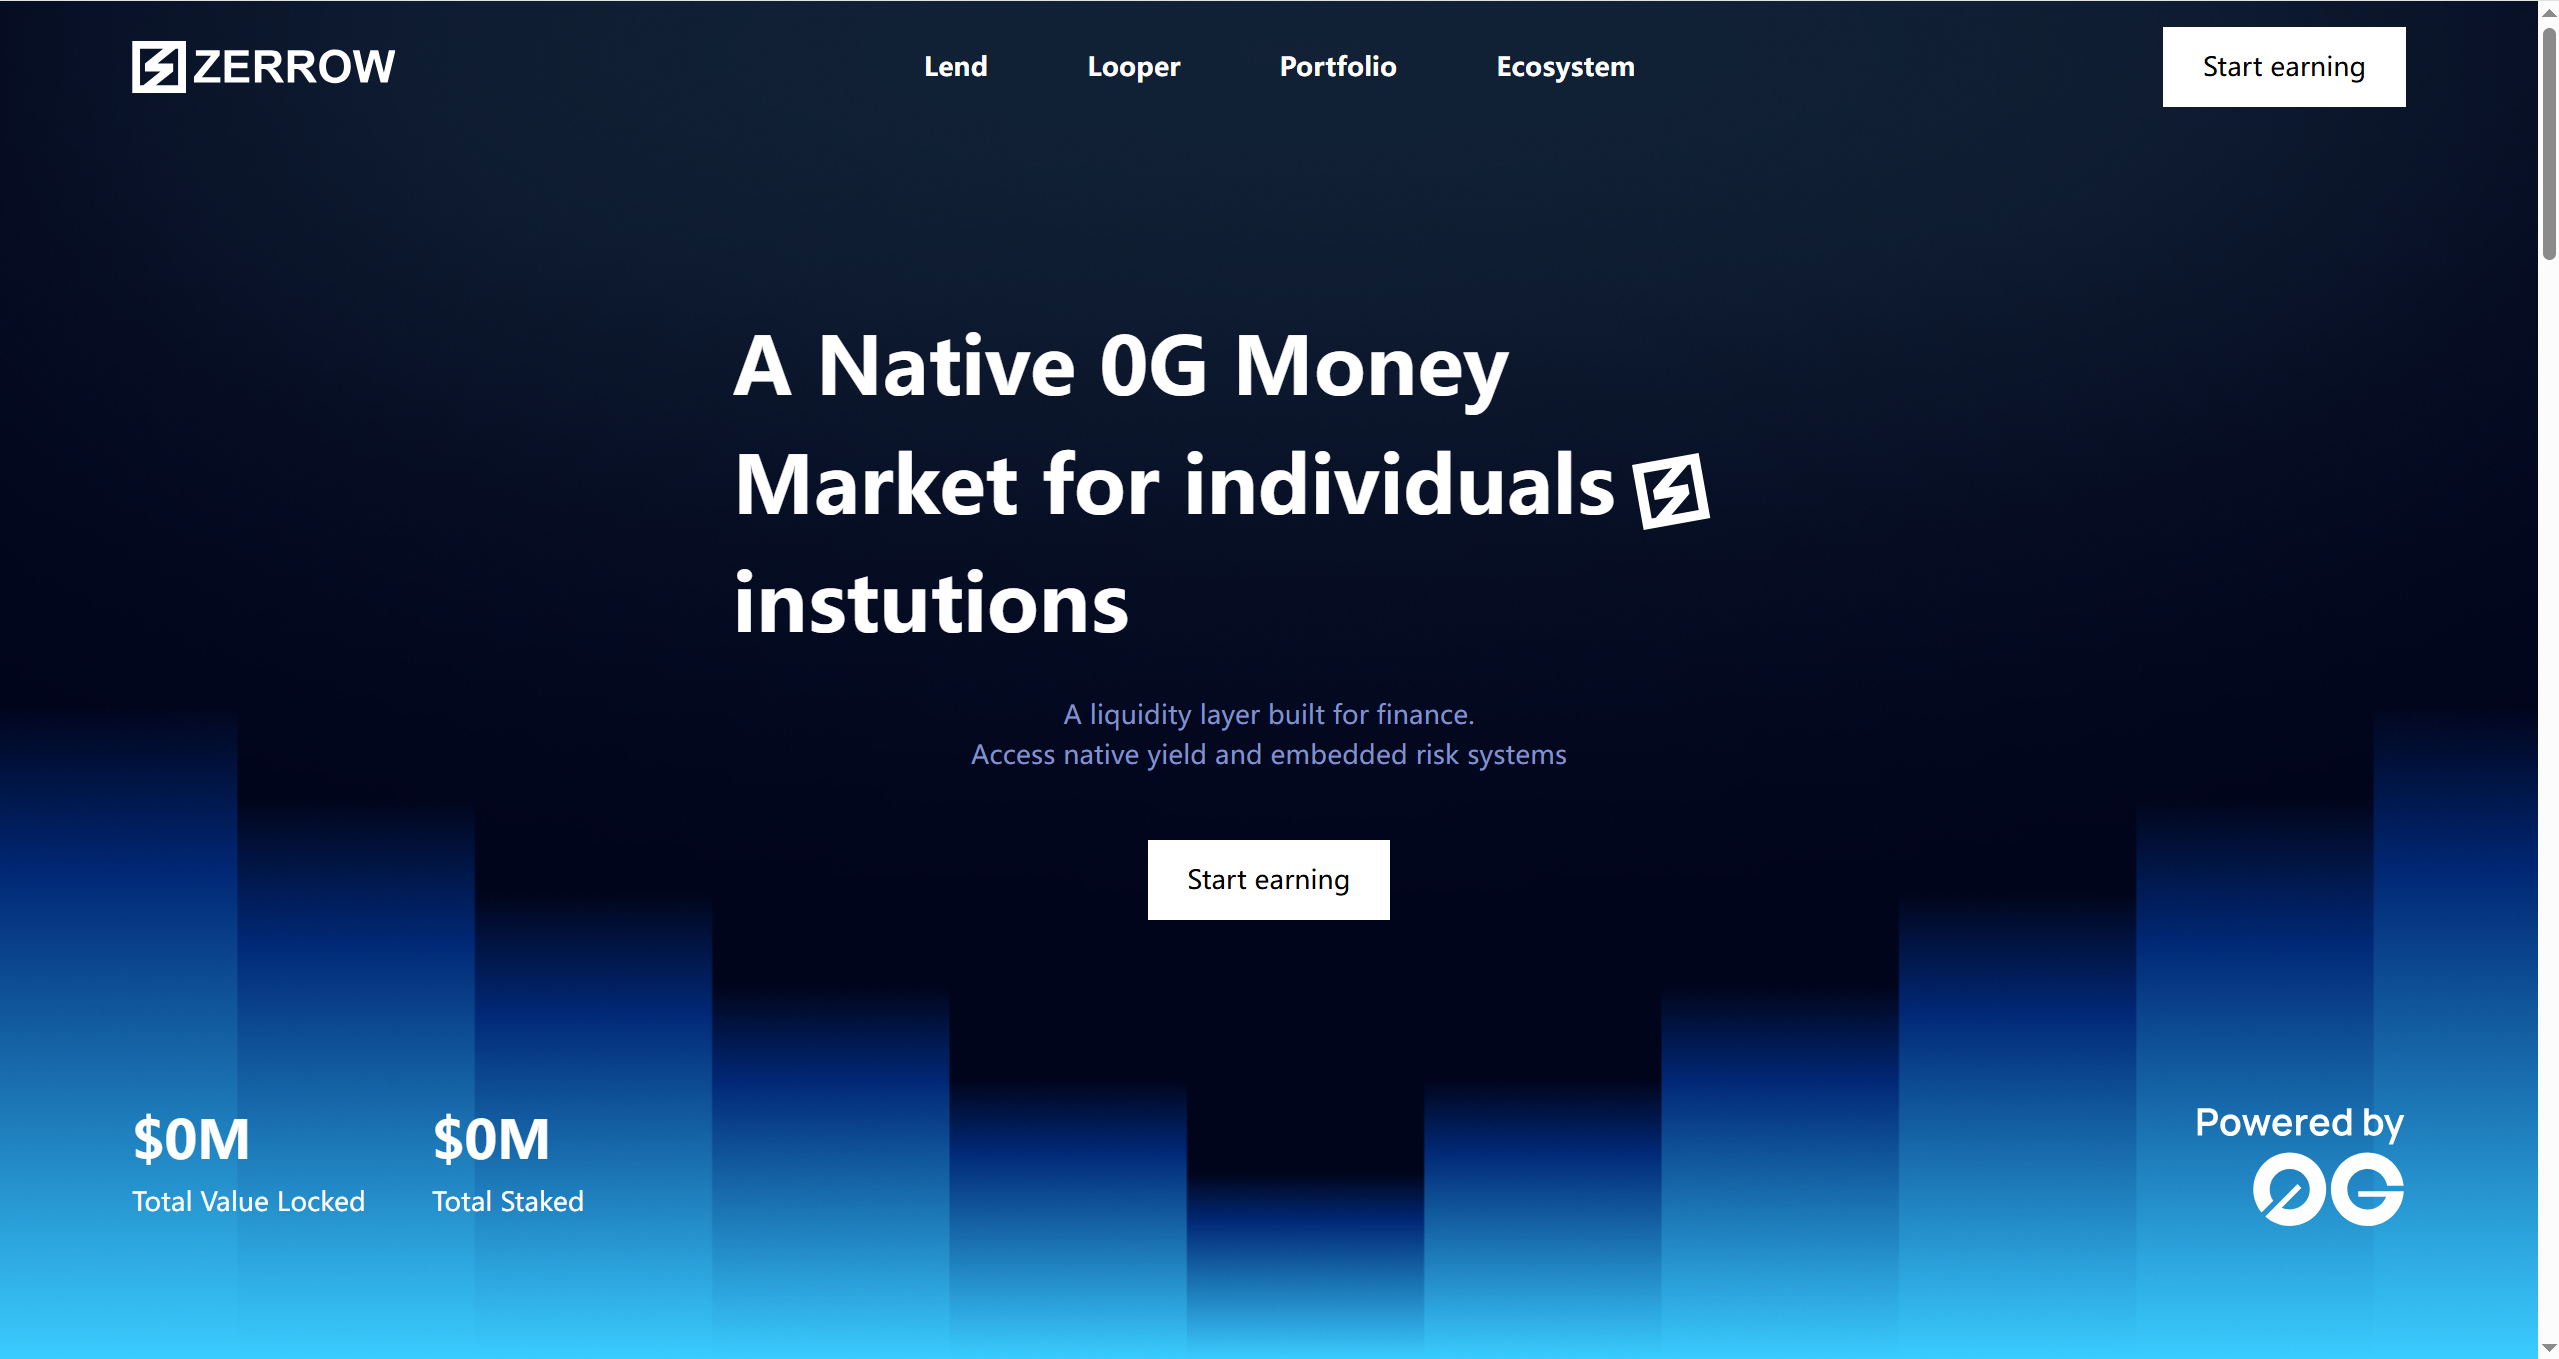 ZERROW
Lend
Looper
Portfolio
Ecosystem
Start earning
A Native 0G Money
Market for individuals
instutions
A liquidity layer built for finance.
Access native yield and embedded risk systems
Start earning
$0M
Total Value Locked
$0M
Total Staked
Powered by
0G